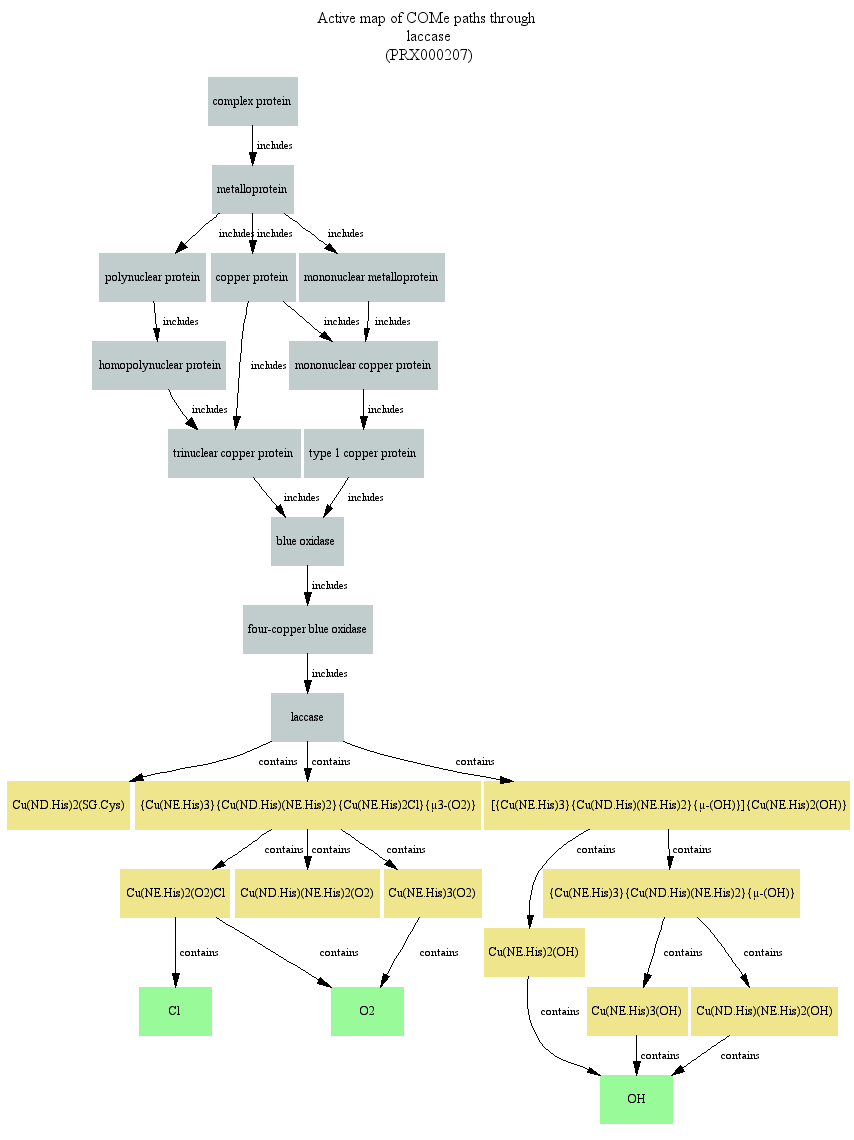 Active map of COMe paths through
laccase
(PRX000207)
complex protein
includes
metalloprotein
includes includes includes
polynuclear protein copper protein mononuclear metalloprotein
includes includes includes
homopolynuclear protein includes mononuclear copper protein
includes includes
trinuclear copper protein type 1 copper protein
includes includes
blue oxidase
includes
four-copper blue oxidase
includes
laccase
contains contains contains
Cu(ND.His)2(SG.Cys) {Cu(NE.His)3}{Cu(ND.His)(NE.His)2}{Cu(NE.His)2Cl}{μ3-(O2)} [{Cu(NE.His)3}{Cu(ND.His)(NE.His)2}{μ-(OH)}]{Cu(NE.His)2(OH)}
contains contains contains contains contains
Cu(NE.His)2(O2)Cl Cu(ND.His)(NE.His)2(O2) Cu(NE.His)3(O2) {Cu(NE.His)3}{Cu(ND.His)(NE.His)2}{μ-(OH)}
Cu(NE.His)2(OH)
contains contains contains contains contains
Cl O2 contains Cu(NE.His)3(OH) Cu(ND.His)(NE.His)2(OH)
contains contains
OH